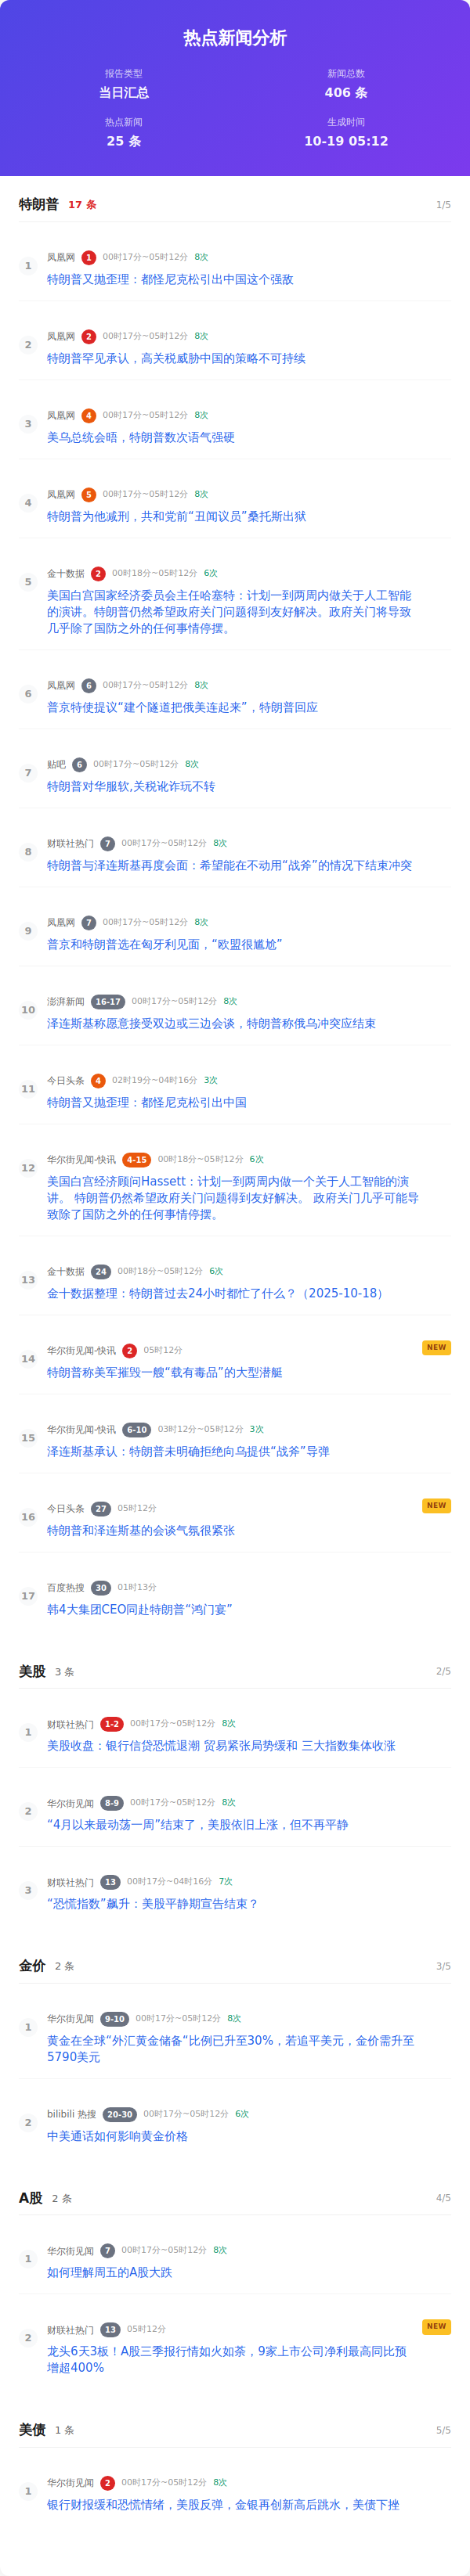 热点新闻分析
报告类型
当日汇总
新闻总数
406 条
热点新闻
25 条
生成时间
10-19 05:12
特朗普 17 条 1/5
1
凤凰网 1 00时17分~05时12分 8次
特朗普又抛歪理：都怪尼克松引出中国这个强敌
2
凤凰网 2 00时17分~05时12分 8次
特朗普罕见承认，高关税威胁中国的策略不可持续
3
凤凰网 4 00时17分~05时12分 8次
美乌总统会晤，特朗普数次语气强硬
4
凤凰网 5 00时17分~05时12分 8次
特朗普为他减刑，共和党前“丑闻议员”桑托斯出狱
5
金十数据 2 00时18分~05时12分 6次
美国白宫国家经济委员会主任哈塞特：计划一到两周内做关于人工智能
的演讲。特朗普仍然希望政府关门问题得到友好解决。政府关门将导致
几乎除了国防之外的任何事情停摆。
6
凤凰网 6 00时17分~05时12分 8次
普京特使提议“建个隧道把俄美连起来”，特朗普回应
7
贴吧 6 00时17分~05时12分 8次
特朗普对华服软,关税讹诈玩不转
8
财联社热门 7 00时17分~05时12分 8次
特朗普与泽连斯基再度会面：希望能在不动用“战斧”的情况下结束冲突
9
凤凰网 7 00时17分~05时12分 8次
普京和特朗普选在匈牙利见面，“欧盟很尴尬”
10
澎湃新闻 16-17 00时17分~05时12分 8次
泽连斯基称愿意接受双边或三边会谈，特朗普称俄乌冲突应结束
11
今日头条 4 02时19分~04时16分 3次
特朗普又抛歪理：都怪尼克松引出中国
12
华尔街见闻-快讯 4-15 00时18分~05时12分 6次
美国白宫经济顾问Hassett：计划一到两周内做一个关于人工智能的演
讲。 特朗普仍然希望政府关门问题得到友好解决。 政府关门几乎可能导
致除了国防之外的任何事情停摆。
13
金十数据 24 00时18分~05时12分 6次
金十数据整理：特朗普过去24小时都忙了什么？（2025-10-18）
14
华尔街见闻-快讯 2 05时12分 NEW
特朗普称美军摧毁一艘“载有毒品”的大型潜艇
15
华尔街见闻-快讯 6-10 03时12分~05时12分 3次
泽连斯基承认：特朗普未明确拒绝向乌提供“战斧”导弹
16
今日头条 27 05时12分 NEW
特朗普和泽连斯基的会谈气氛很紧张
17
百度热搜 30 01时13分
韩4大集团CEO同赴特朗普“鸿门宴”
美股 3 条 2/5
1
财联社热门 1-2 00时17分~05时12分 8次
美股收盘：银行信贷恐慌退潮 贸易紧张局势缓和 三大指数集体收涨
2
华尔街见闻 8-9 00时17分~05时12分 8次
“4月以来最动荡一周”结束了，美股依旧上涨，但不再平静
3
财联社热门 13 00时17分~04时16分 7次
“恐慌指数”飙升：美股平静期宣告结束？
金价 2 条 3/5
1
华尔街见闻 9-10 00时17分~05时12分 8次
黄金在全球“外汇黄金储备“比例已升至30%，若追平美元，金价需升至
5790美元
2
bilibili 热搜 20-30 00时17分~05时12分 6次
中美通话如何影响黄金价格
A股 2 条 4/5
1
华尔街见闻 7 00时17分~05时12分 8次
如何理解周五的A股大跌
2
财联社热门 13 05时12分 NEW
龙头6天3板！A股三季报行情如火如荼，9家上市公司净利最高同比预
增超400%
美债 1 条 5/5
1
华尔街见闻 2 00时17分~05时12分 8次
银行财报缓和恐慌情绪，美股反弹，金银再创新高后跳水，美债下挫